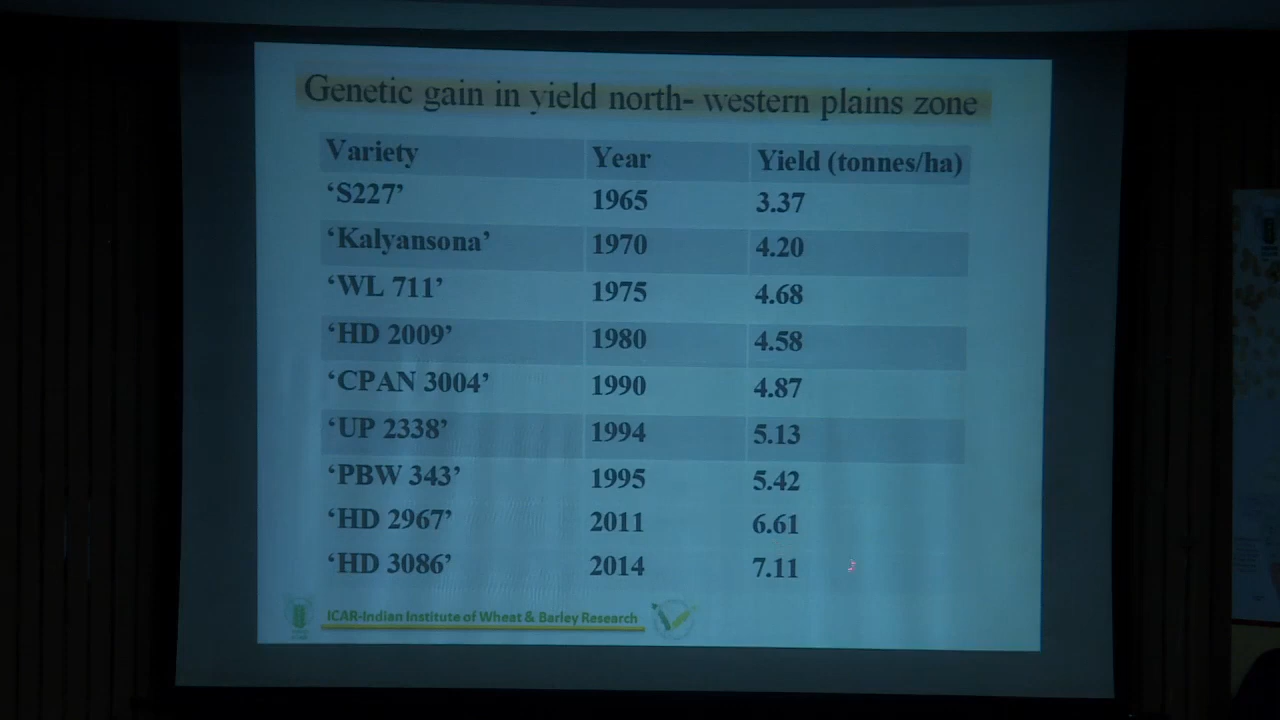 Genetic gain in yield north- western plains zone
Variety Year Yield (tonnes/ha)
‘S227’ 1965 3.37
‘Kalyansona’ 1970 4.20
‘WL 711’ 1975 4.68
‘HD 2009’ 1980 4.58
‘CPAN 3004’ 1990 4.87
‘UP 2338’ 1994 5.13
‘PBW 343’ 1995 5.42
‘HD 2967’ 2011 6.61
‘HD 3086’ 2014 7.11
ICAR-Indian Institute of Wheat & Barley Research